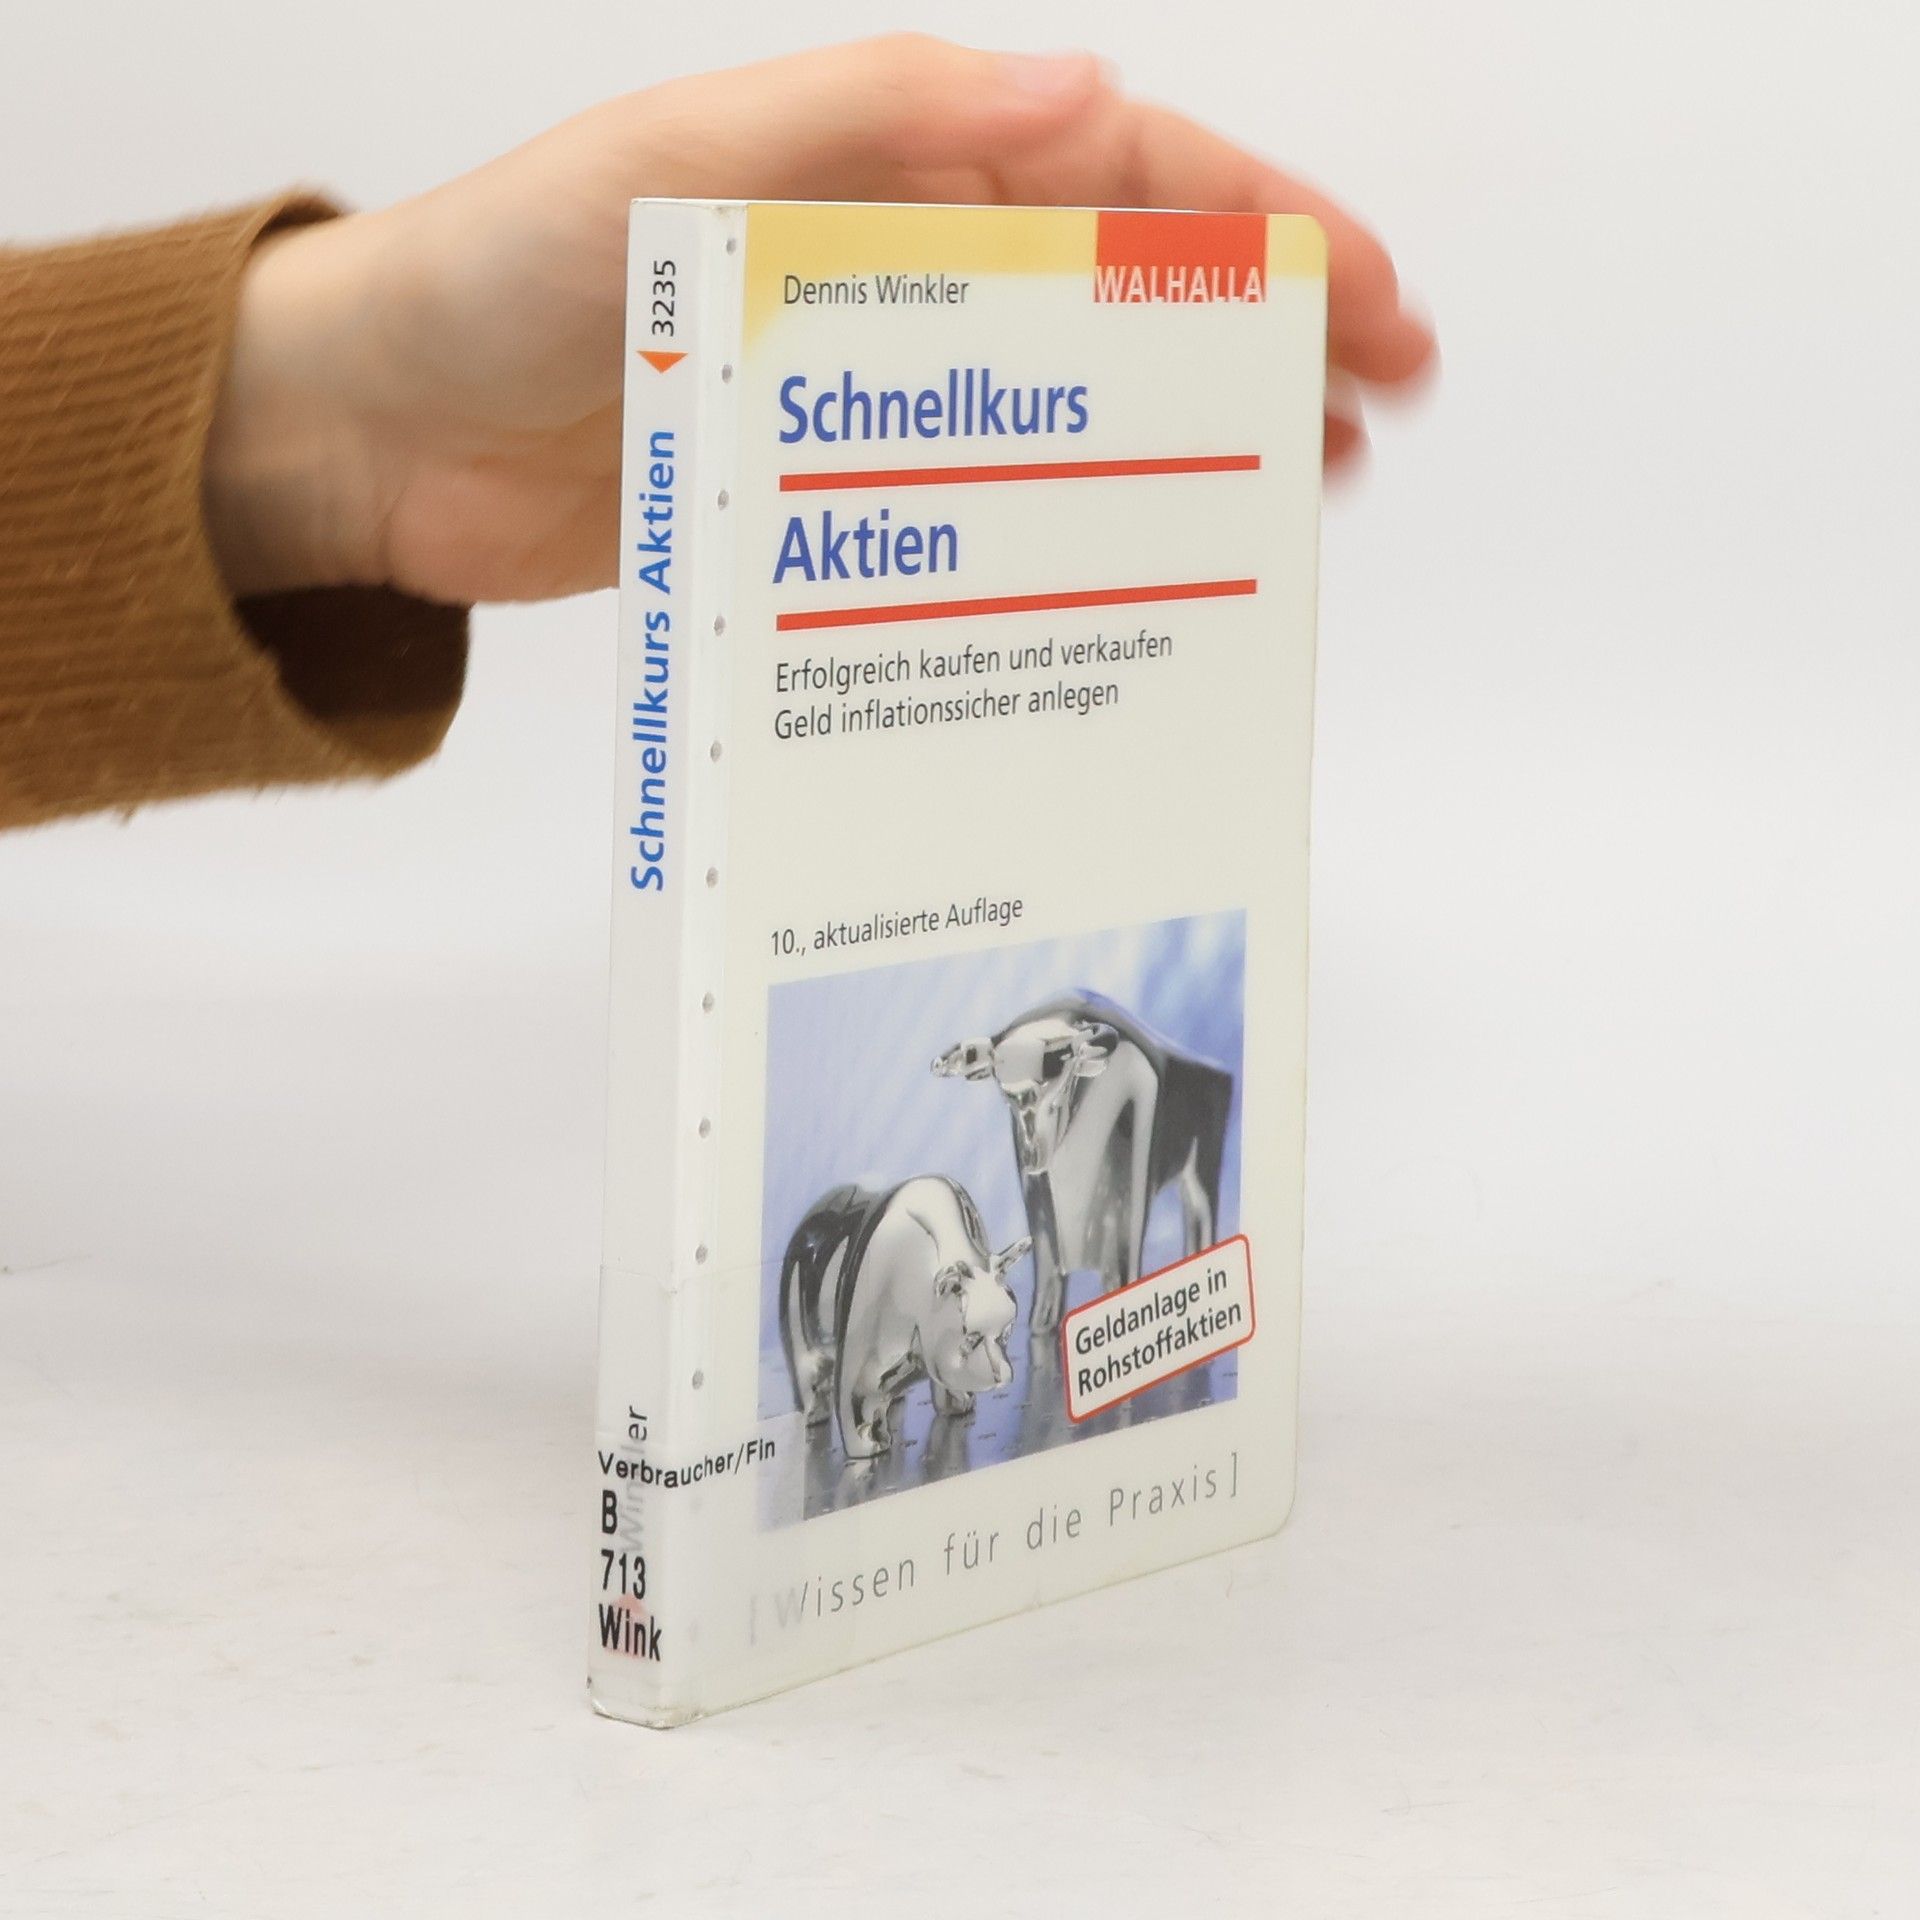 3235
Schnellkurs Aktien
Winkler
Verbraucher/Fin
B
713
Wink
Dennis Winkler
WALHALLA
Schnellkurs
Aktien
Erfolgreich kaufen und verkaufen
Geld inflationssicher anlegen
10., aktualisierte Auflage
Geldanlage in
Rohstoffaktien
[Wissen für die Praxis]